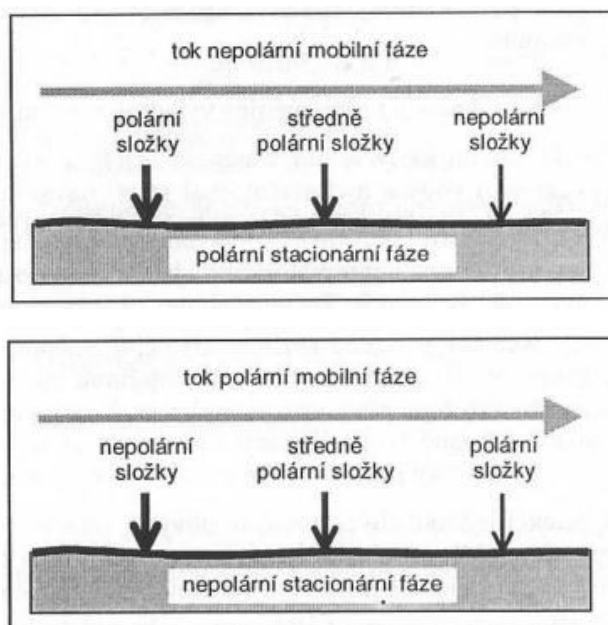 tok nepolární mobilní fáze
polární středně nepolární
složky polární složky složky
polární stacionární fáze
tok polární mobilní fáze
nepolární středně polární
složky polární složky složky
nepolární stacionární fáze